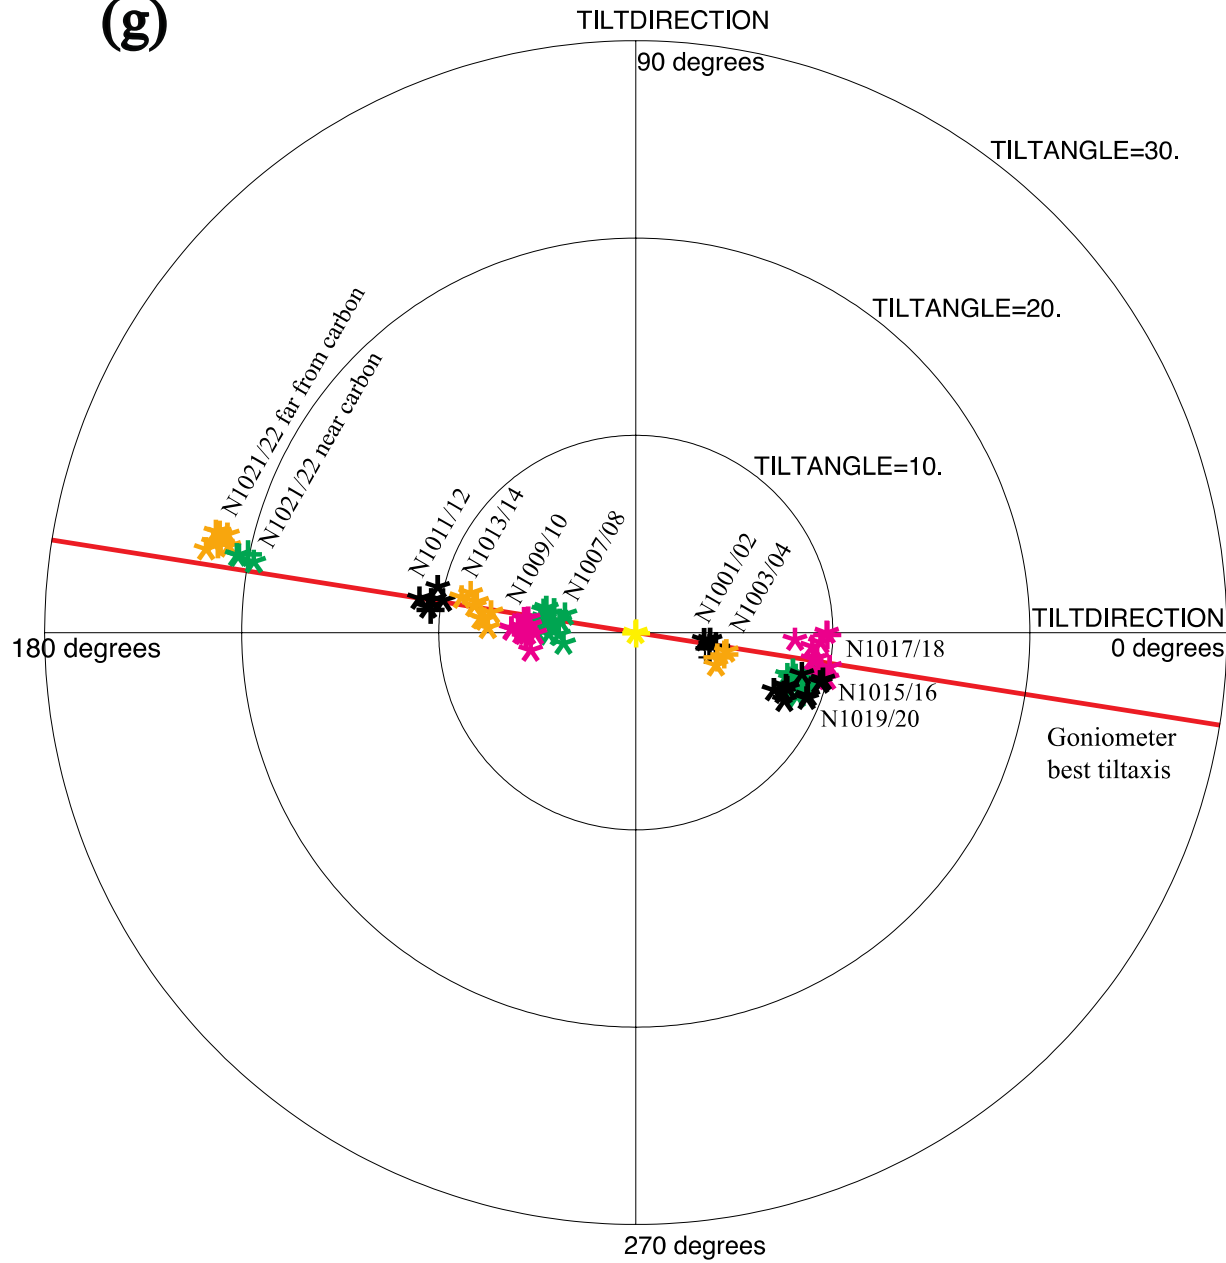 (g)
TILTDIRECTION
90 degrees
TILTANGLE=30.
TILTANGLE=20.
TILTANGLE=10.
N1021/22 far from carbon
N1021/22 near carbon
N1011/12
N1013/14
N1009/10
N1007/08
N1001/02
N1003/04
TILTDIRECTION
0 degrees
180 degrees
N1017/18
N1015/16
N1019/20
Goniometer
best tiltaxis
270 degrees